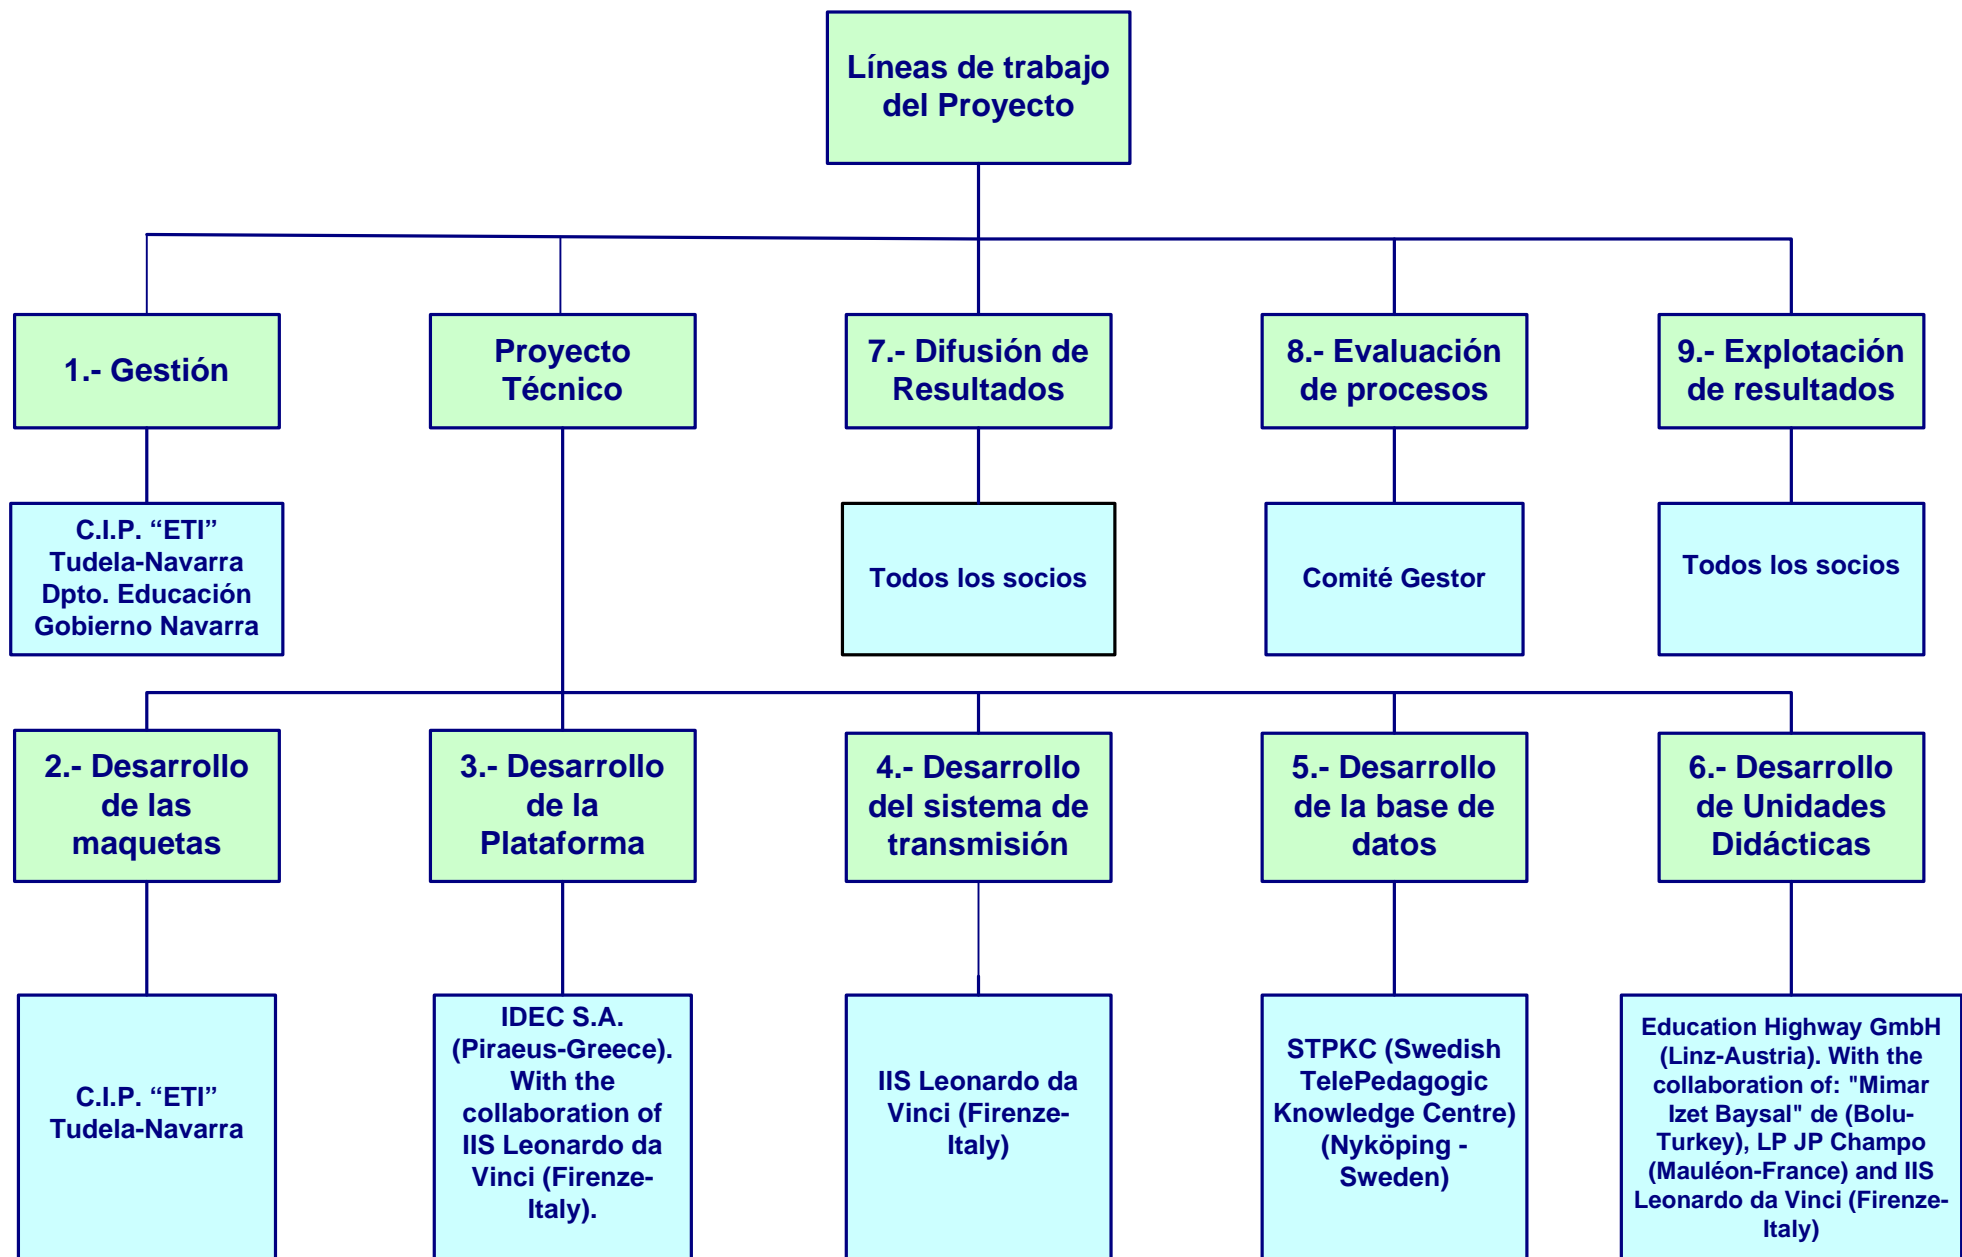 Líneas de trabajo
del Proyecto
1.- Gestión
Proyecto
Técnico
7.- Difusión de
Resultados
8.- Evaluación
de procesos
9.- Explotación
de resultados
C.I.P. “ETI”
Tudela-Navarra
Dpto. Educación
Gobierno Navarra
Todos los socios
Comité Gestor
Todos los socios
2.- Desarrollo
de las
maquetas
3.- Desarrollo
de la
Plataforma
4.- Desarrollo
del sistema de
transmisión
5.- Desarrollo
de la base de
datos
6.- Desarrollo
de Unidades
Didácticas
C.I.P. “ETI”
Tudela-Navarra
IDEC S.A.
(Piraeus-Greece).
With the
collaboration of
IIS Leonardo da
Vinci (Firenze-
Italy).
IIS Leonardo da
Vinci (Firenze-
Italy)
STPKC (Swedish
TelePedagogic
Knowledge Centre)
(Nyköping -
Sweden)
Education Highway GmbH
(Linz-Austria). With the
collaboration of: "Mimar
Izet Baysal" de (Bolu-
Turkey), LP JP Champo
(Mauléon-France) and IIS
Leonardo da Vinci (Firenze-
Italy)